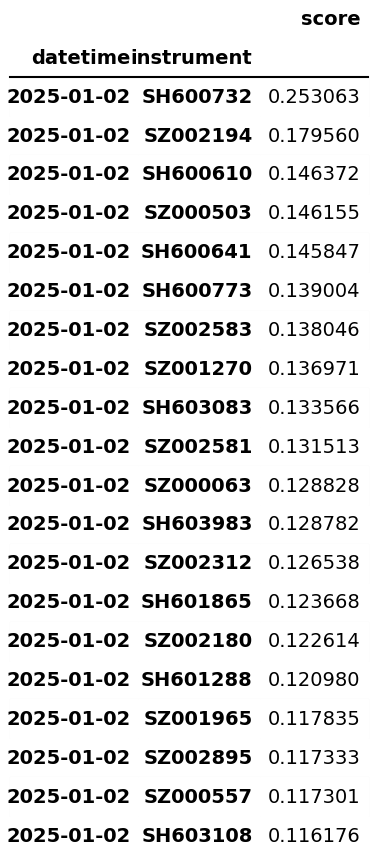 score
datetime instrument
2025-01-02 SH600732 0.253063
2025-01-02 SZ002194 0.179560
2025-01-02 SH600610 0.146372
2025-01-02 SZ000503 0.146155
2025-01-02 SH600641 0.145847
2025-01-02 SH600773 0.139004
2025-01-02 SZ002583 0.138046
2025-01-02 SZ001270 0.136971
2025-01-02 SH603083 0.133566
2025-01-02 SZ002581 0.131513
2025-01-02 SZ000063 0.128828
2025-01-02 SH603983 0.128782
2025-01-02 SZ002312 0.126538
2025-01-02 SH601865 0.123668
2025-01-02 SZ002180 0.122614
2025-01-02 SH601288 0.120980
2025-01-02 SZ001965 0.117835
2025-01-02 SZ002895 0.117333
2025-01-02 SZ000557 0.117301
2025-01-02 SH603108 0.116176